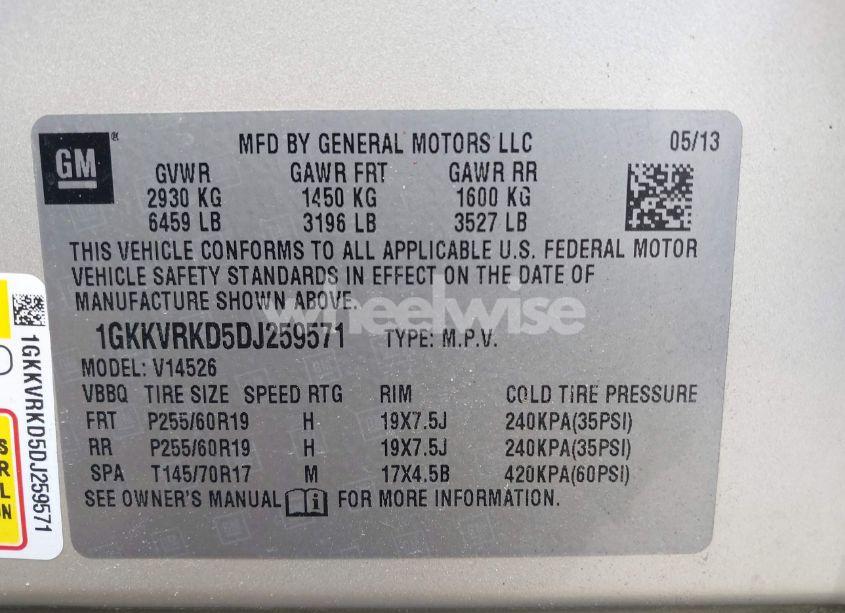 GM
MFD BY GENERAL MOTORS LLC 05/13
GVWR GAWR FRT GAWR RR
2930 KG 1450 KG 1600 KG
6459 LB 3196 LB 3527 LB
THIS VEHICLE CONFORMS TO ALL APPLICABLE U.S. FEDERAL MOTOR
VEHICLE SAFETY STANDARDS IN EFFECT ON THE DATE OF
MANUFACTURE SHOWN ABOVE.
wheelwise
1GKKVRKD5DJ259571 TYPE: M.P.V.
MODEL: V14526
VBBQ TIRE SIZE SPEED RTG RIM COLD TIRE PRESSURE
FRT P255/60R19 H 19X7.5J 240KPA(35PSI)
RR P255/60R19 H 19X7.5J 240KPA(35PSI)
SPA T145/70R17 M 17X4.5B 420KPA(60PSI)
SEE OWNER'S MANUAL FOR MORE INFORMATION.
1GKKVRKD5DJ259571